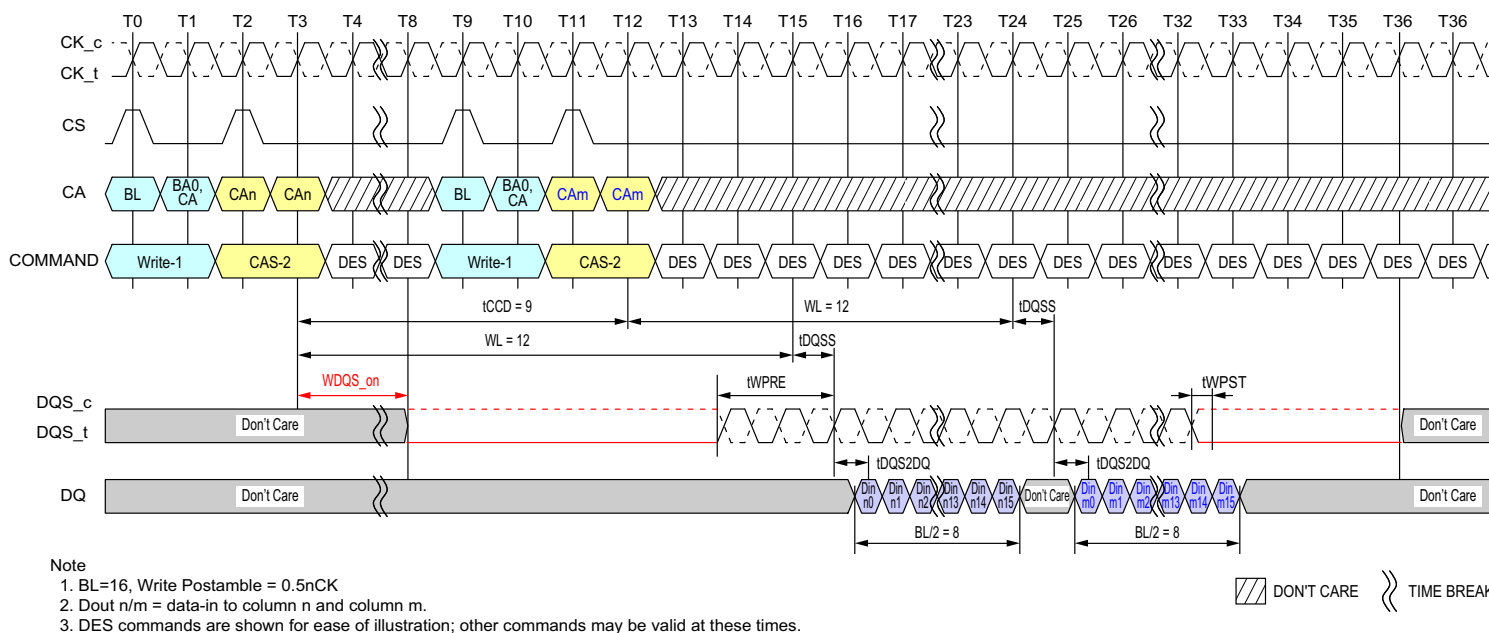 T0 T1 T2 T3 T4 T8 T9 T10 T11 T12 T13 T14 T15 T16 T17 T23 T24 T25 T26 T32 T33 T34 T35 T36 T36
CK_c
CK_t
CS
CA BL BA0, CA CAn CAn BL BA0, CA CAm CAm
COMMAND Write-1 CAS-2 DES DES Write-1 CAS-2 DES DES DES DES DES DES DES DES DES DES DES DES DES DES DES
tCCD = 9 WL = 12 tDQSS
WL = 12 tDQSS
WDQS_on tWPRE tWPST
DQS_c
DQS_t Don't Care Don't Care
tDQS2DQ tDQS2DQ
DQ Don't Care Din n0 Din n1 Din n2 Din n13 Din n14 Din n15 Don't Care Din m0 Din m1 Din m2 Din m13 Din m14 Din m15 Don't Care
BL/2 = 8 BL/2 = 8
Note
1. BL=16, Write Postamble = 0.5nCK
2. Dout n/m = data-in to column n and column m.
3. DES commands are shown for ease of illustration; other commands may be valid at these times.
DON'T CARE TIME BREAK